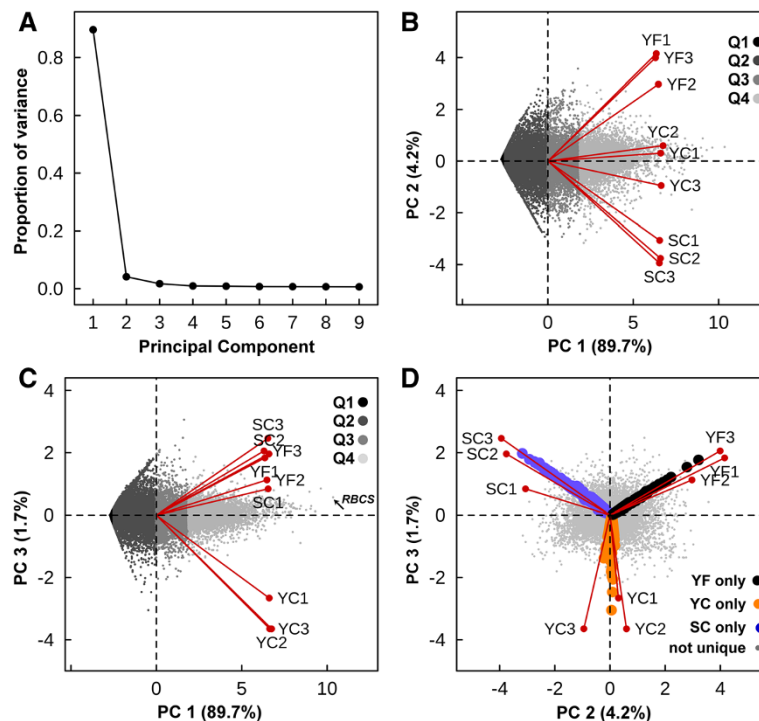 A
Proportion of variance
0.8
0.6
0.4
0.2
0.0
1 2 3 4 5 6 7 8 9
Principal Component
B
PC 2 (4.2%)
4
2
0
-2
-4
0 5 10
PC 1 (89.7%)
YF1
YF3
YF2
YC2
YC1
YC3
SC1
SC2
SC3
Q1
Q2
Q3
Q4
C
PC 3 (1.7%)
4
2
0
-2
-4
0 5 10
PC 1 (89.7%)
SC3
SC2
YF3
YF1
YF2
SC1
YC1
YC3
YC2
RBCS
Q1
Q2
Q3
Q4
D
PC 3 (1.7%)
4
2
0
-2
-4
-4 -2 0 2 4
PC 2 (4.2%)
SC3
SC2
SC1
YF3
YF1
YF2
YC1
YC3
YC2
YF only
YC only
SC only
not unique